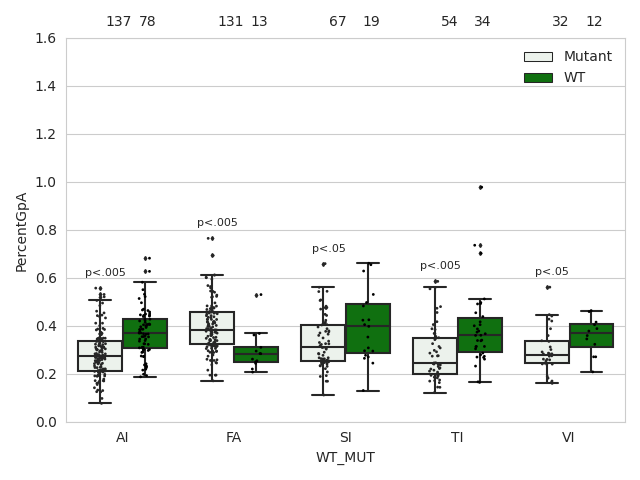 137 78 131 13 67 19 54 34 32 12
1.6
Mutant
WT
1.4
1.2
1.0
0.8
0.6
0.4
0.2
0.0
PercentGpA
p<.005
p<.005
p<.05
p<.005
p<.05
AI FA SI TI VI
WT_MUT